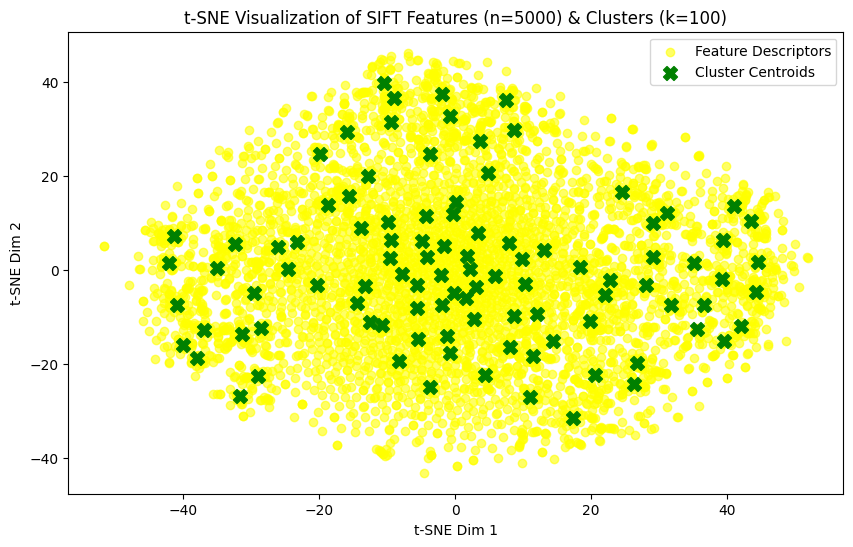 t-SNE Visualization of SIFT Features (n=5000) & Clusters (k=100)
Feature Descriptors
Cluster Centroids
t-SNE Dim 2
40
20
0
−20
−40
−40
−20
0
20
40
t-SNE Dim 1